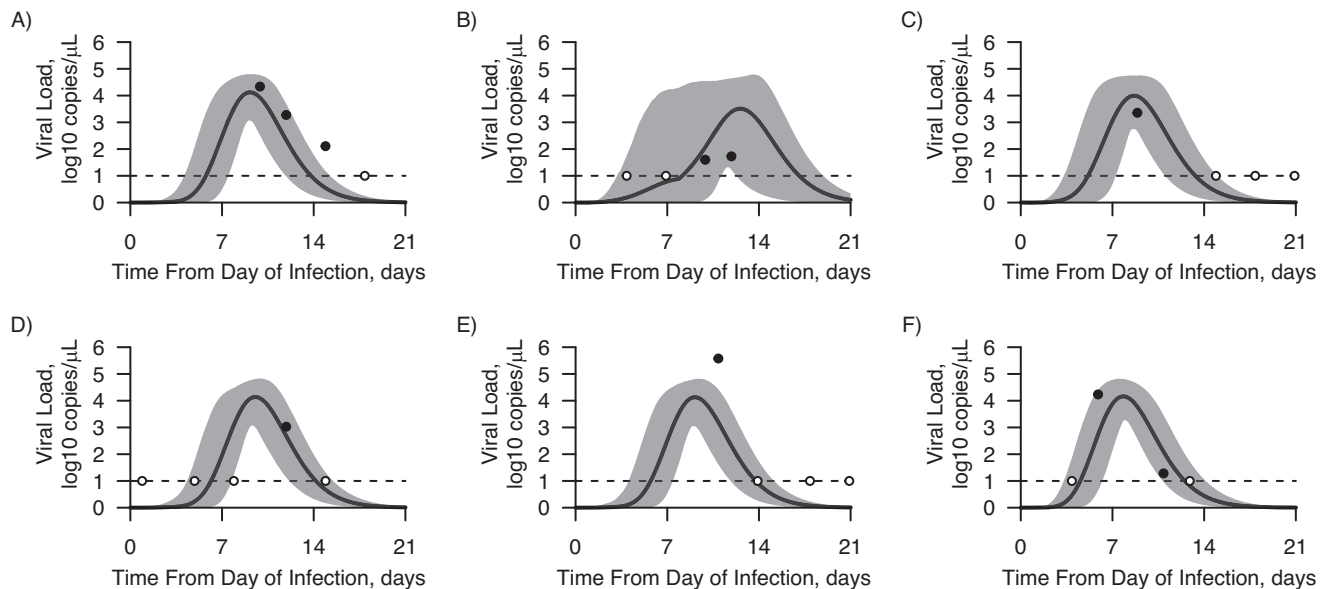 A)
Viral Load,
log10 copies/μL
6
5
4
3
2
1
0
0 7 14 21
Time From Day of Infection, days
B)
Viral Load,
log10 copies/μL
6
5
4
3
2
1
0
0 7 14 21
Time From Day of Infection, days
C)
Viral Load,
log10 copies/μL
6
5
4
3
2
1
0
0 7 14 21
Time From Day of Infection, days
D)
Viral Load,
log10 copies/μL
6
5
4
3
2
1
0
0 7 14 21
Time From Day of Infection, days
E)
Viral Load,
log10 copies/μL
6
5
4
3
2
1
0
0 7 14 21
Time From Day of Infection, days
F)
Viral Load,
log10 copies/μL
6
5
4
3
2
1
0
0 7 14 21
Time From Day of Infection, days